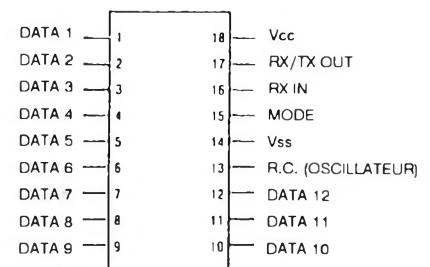 DATA 1 1 18 Vcc
DATA 2 2 17 RX/TX OUT
DATA 3 3 16 RX IN
DATA 4 4 15 MODE
DATA 5 5 14 Vss
DATA 6 6 13 R.C. (OSCILLATEUR)
DATA 7 7 12 DATA 12
DATA 8 8 11 DATA 11
DATA 9 9 10 DATA 10